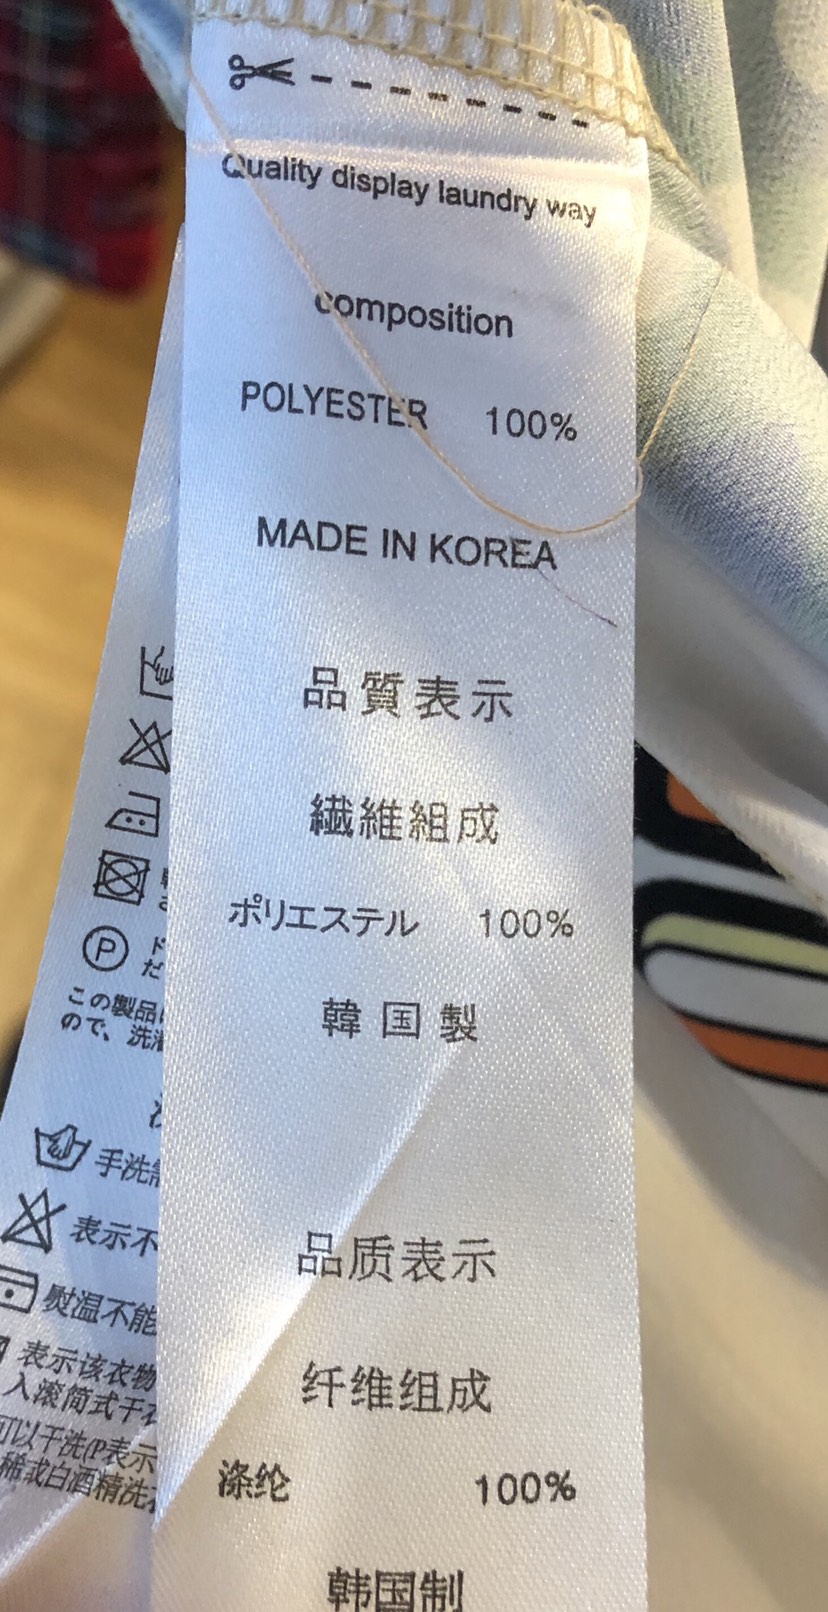 Quality display laundry way
composition
POLYESTER 100%
MADE IN KOREA
品質表示
繊維組成
ポリエステル 100%
韓国製
品质表示
纤维组成
涤纶 100%
韩国制
P
この製品
ので、洗
手洗
表示不
熨温不能
表示该衣物
入滚筒式干
可以干洗(P表示
稀或白酒精洗